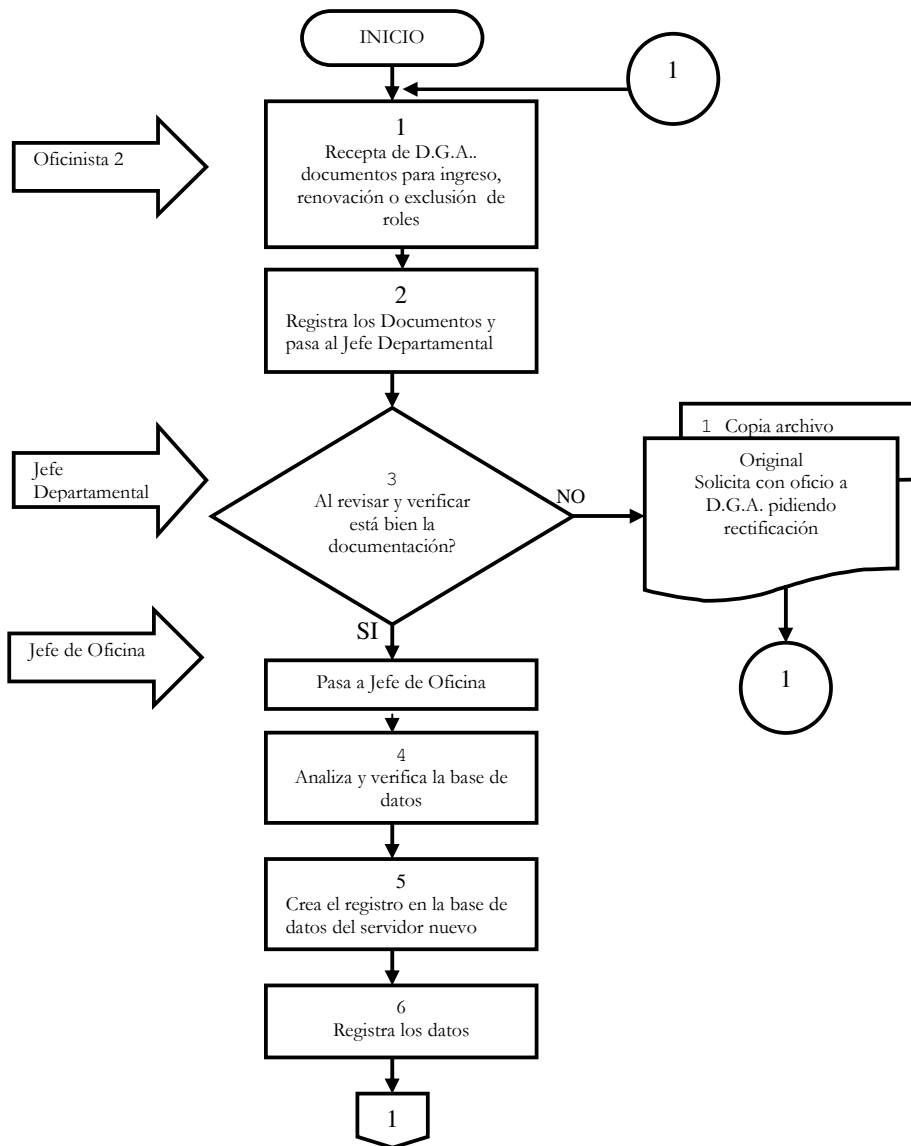 INICIO
1
1
Recepta de D.G.A..
documentos para ingreso,
renovación o exclusión de
roles
Oficinista 2
2
Registra los Documentos y
pasa al Jefe Departamental
Jefe
Departamental
3
Al revisar y verificar
está bien la
documentación?
NO
1 Copia archivo
Original
Solicita con oficio a
D.G.A. pidiendo
rectificación
SI
Jefe de Oficina
Pasa a Jefe de Oficina
1
4
Analiza y verifica la base de
datos
5
Crea el registro en la base de
datos del servidor nuevo
6
Registra los datos
1